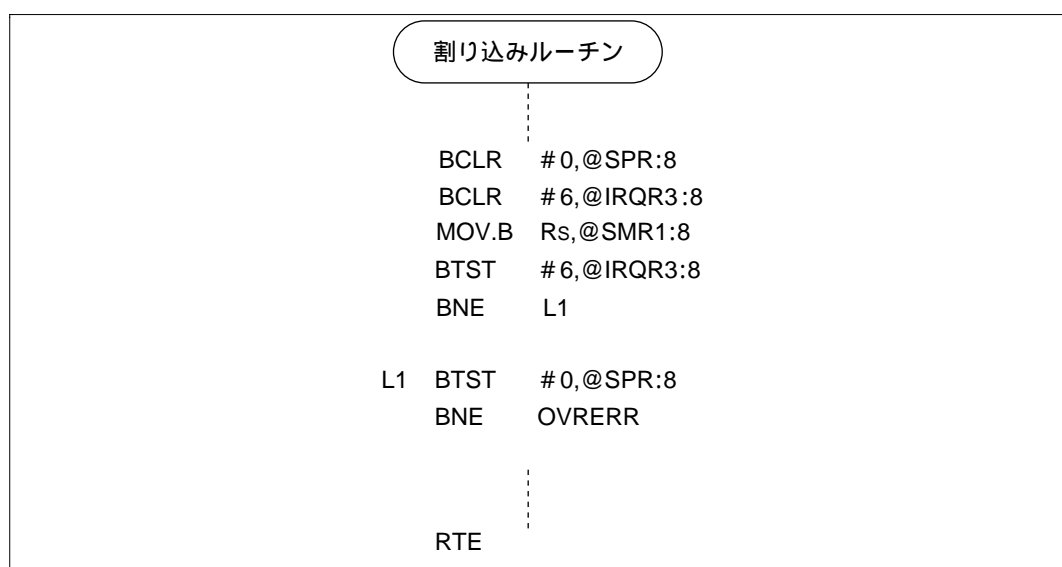 割り込みルーチン
BCLR #0,@SPR:8
BCLR #6,@IRQR3:8
MOV.B Rs,@SMR1:8
BTST #6,@IRQR3:8
BNE L1
L1 BTST #0,@SPR:8
BNE OVRERR
RTE